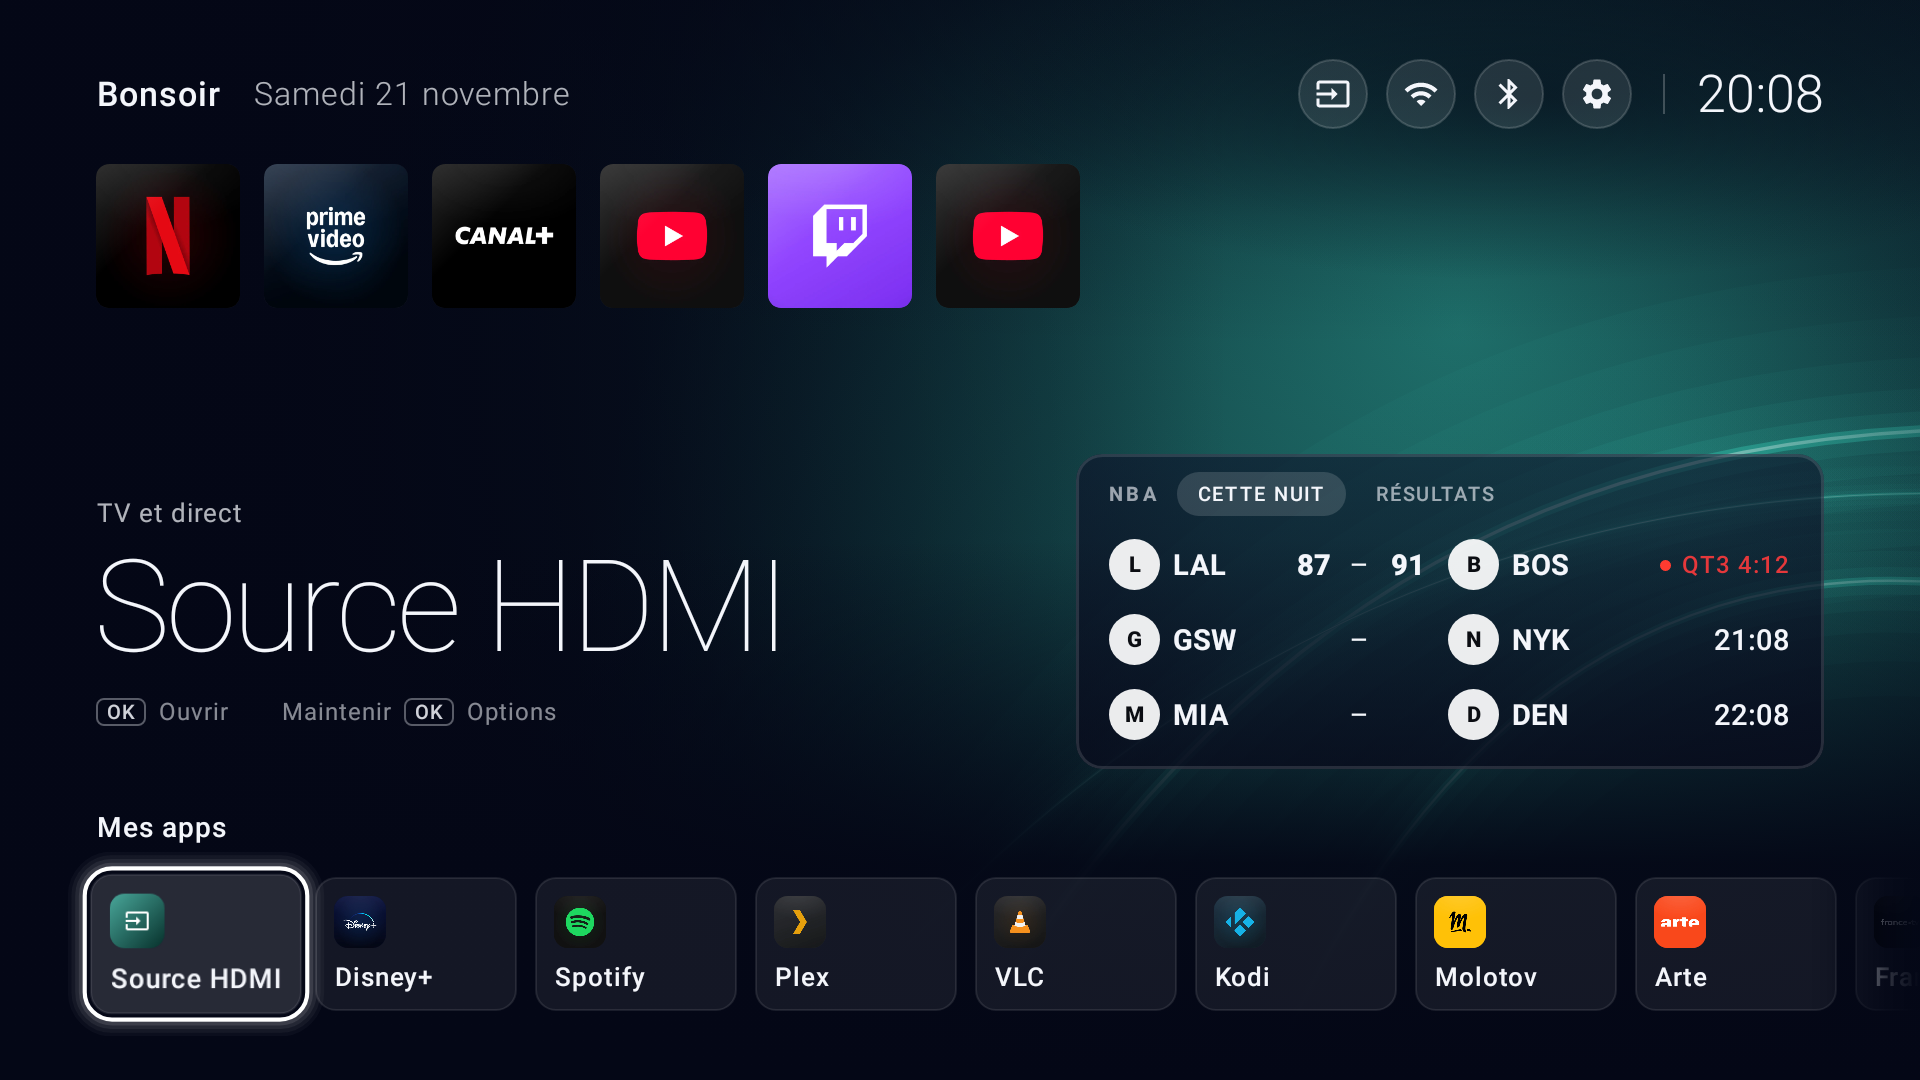 Bonsoir Samedi 21 novembre 20:08
prime video CANAL+
TV et direct
Source HDMI
OK Ouvrir Maintenir OK Options
NBA CETTE NUIT RÉSULTATS
L LAL 87 – 91 B BOS QT3 4:12
G GSW – N NYK 21:08
M MIA – D DEN 22:08
Mes apps
Disney+ M. arte
Source HDMI Disney+ Spotify Plex VLC Kodi Molotov Arte